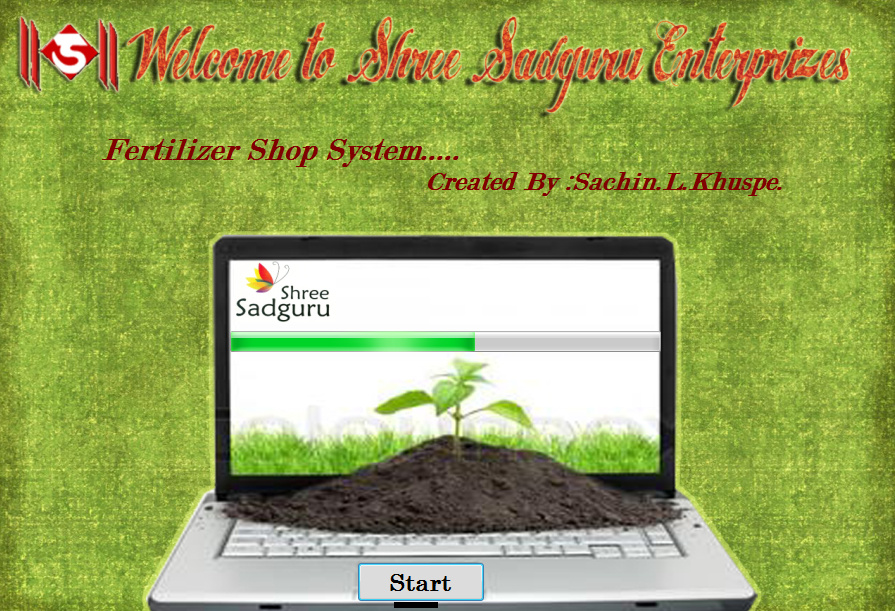 S Welcome to Shree Sadguru Enterprizes
Fertilizer Shop System.....
Created By :Sachin.L.Khuspe.
Shree
Sadguru
Start